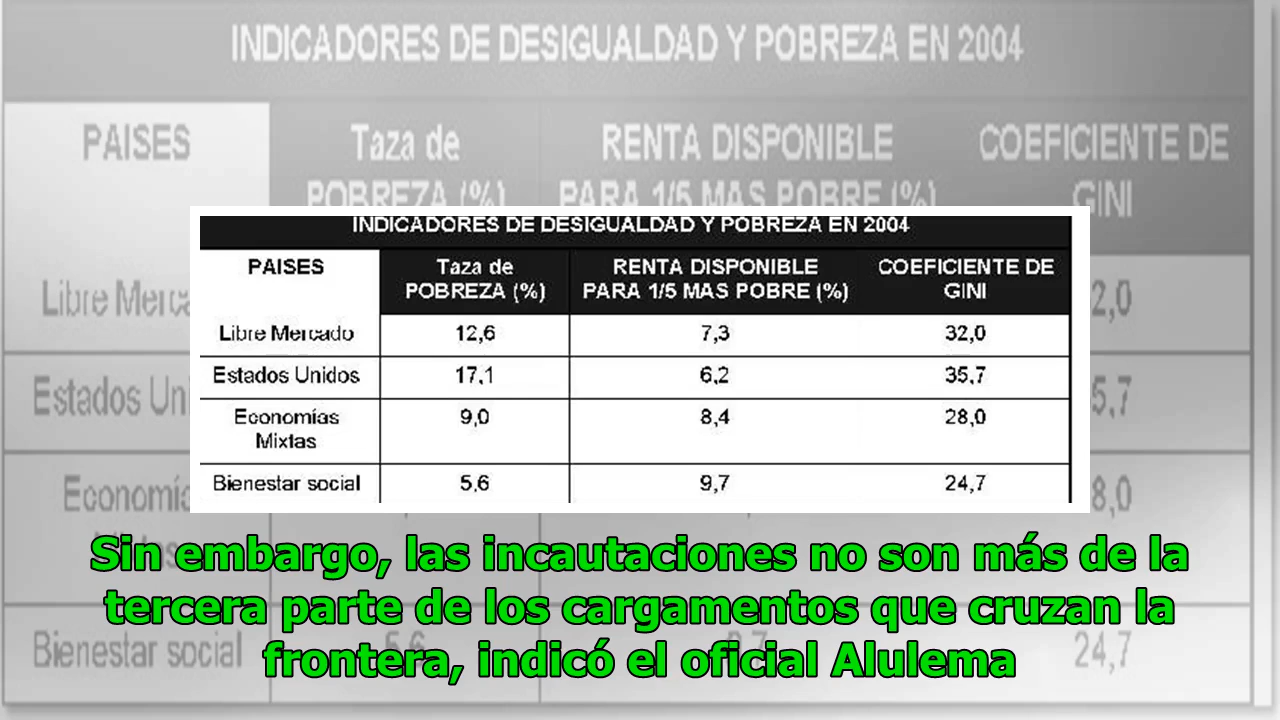 INDICADORES DE DESIGUALDAD Y POBREZA EN 2004
PAISES Taza de RENTA DISPONIBLE COEFICIENTE DE
POBREZA (%) PARA 1/5 MAS POBRE (%) GINI
INDICADORES DE DESIGUALDAD Y POBREZA EN 2004
PAISES Taza de RENTA DISPONIBLE COEFICIENTE DE
POBREZA (%) PARA 1/5 MAS POBRE (%) GINI
Libre Mercado 12,6 7,3 32,0
Estados Unidos 17,1 6,2 35,7
Economías 9,0 8,4 28,0
Mixtas
Bienestar social 5,6 9,7 24,7
Sin embargo, las incautaciones no son más de la
tercera parte de los cargamentos que cruzan la
frontera, indicó el oficial Alulema
Bienestar social 24,7